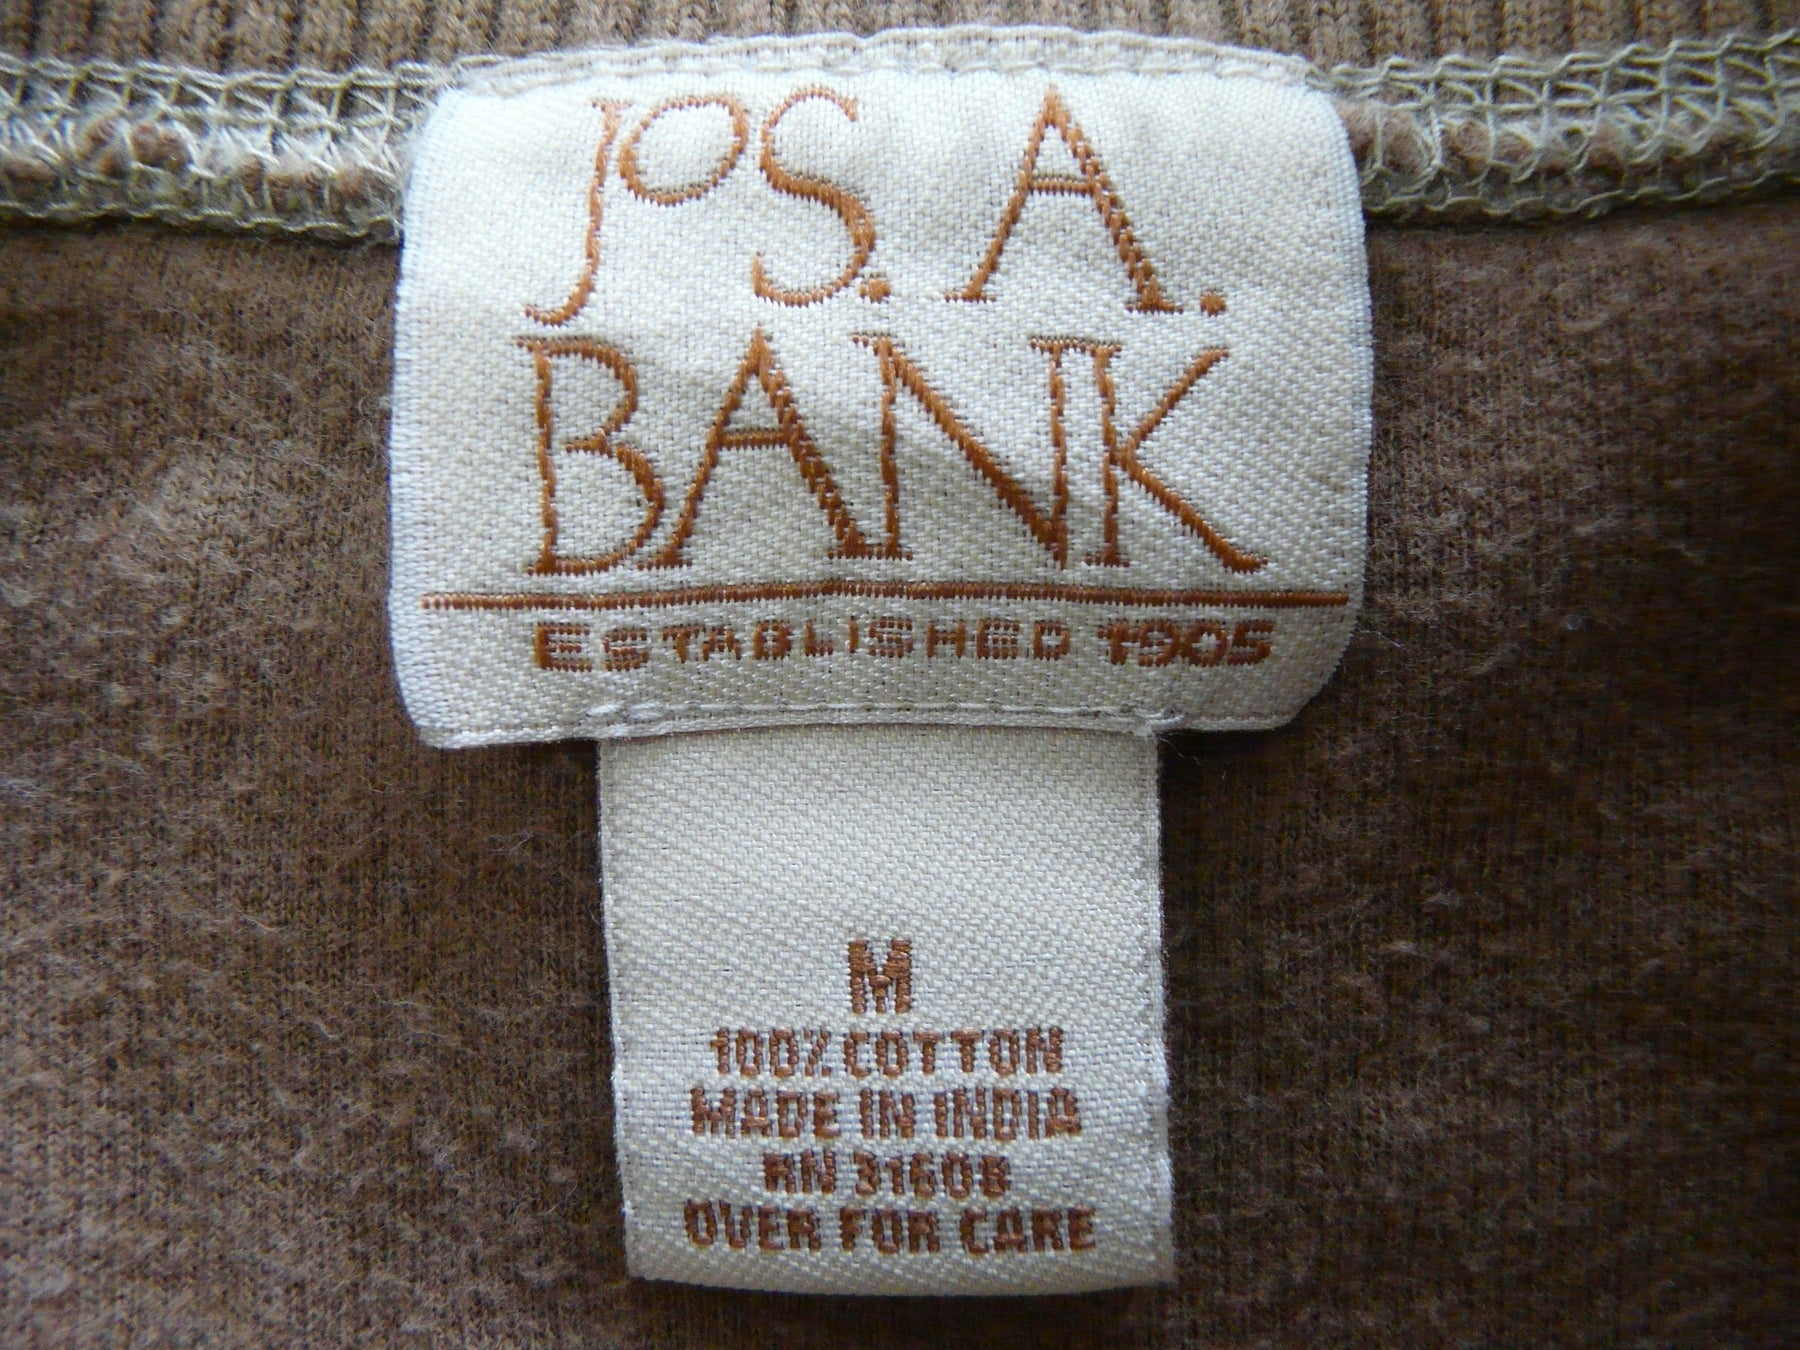 JOS. A.
BANK
ESTABLISHED 1905
M
100% COTTON
MADE IN INDIA
RN 31608
OVER FOR CARE